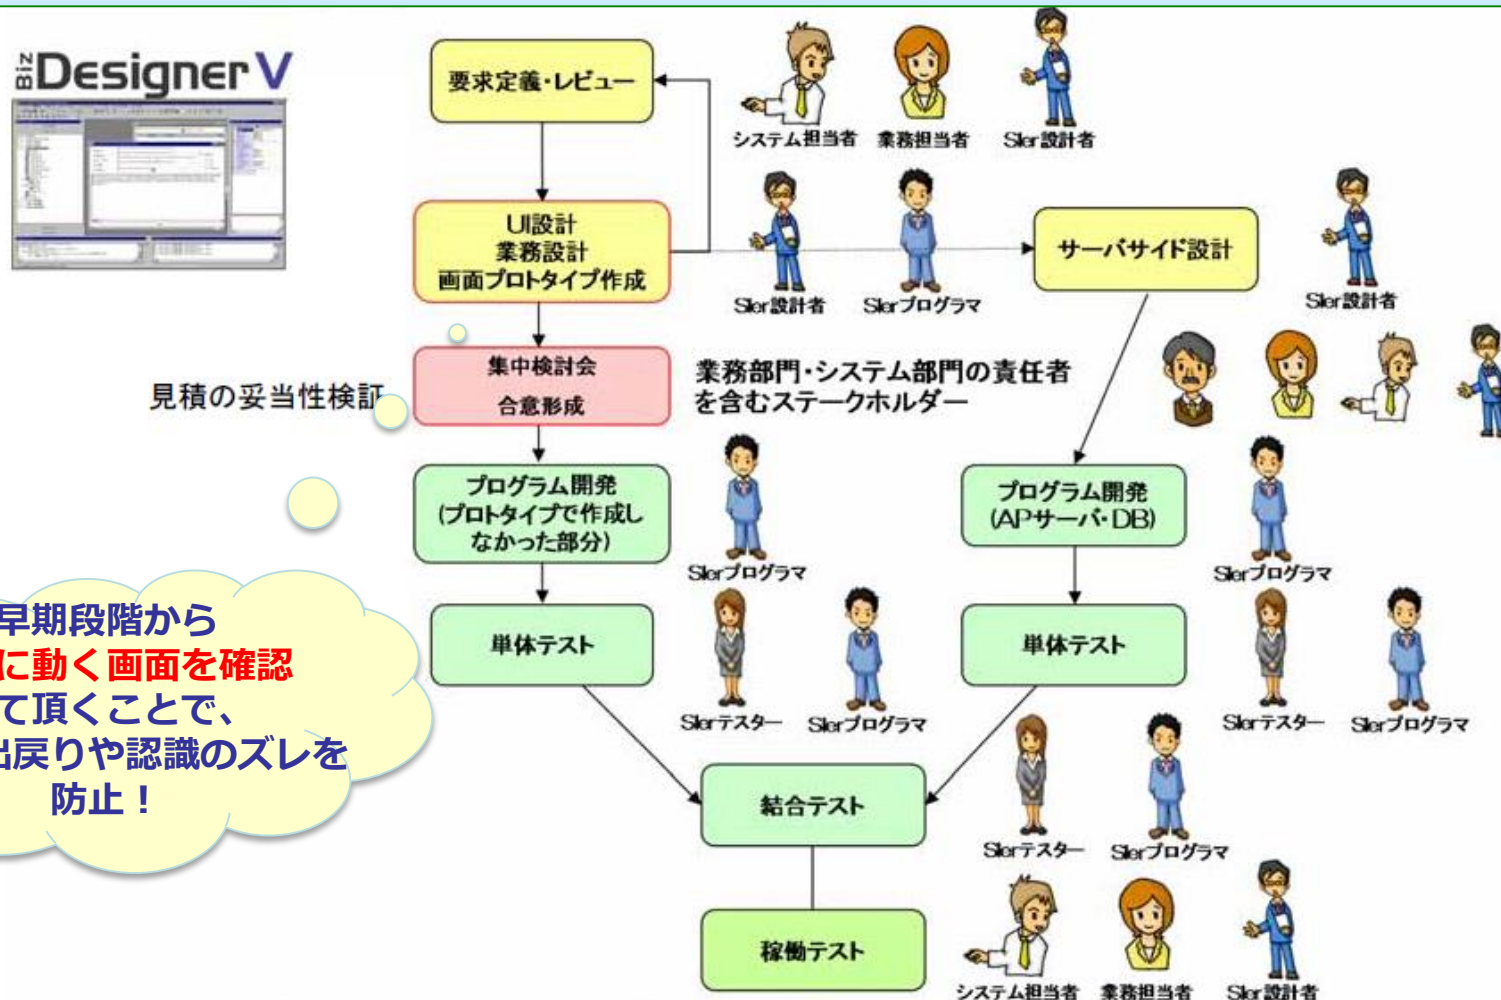 Biz Designer V
要求定義・レビュー
システム担当者 業務担当者 SIer設計者
UI設計
業務設計
画面プロトタイプ作成
SIer設計者 SIerプログラマ
サーバサイド設計
SIer設計者
見積の妥当性検証
集中検討会
合意形成
業務部門・システム部門の責任者
を含むステークホルダー
プログラム開発
(プロトタイプで作成し
なかった部分)
SIerプログラマ
プログラム開発
(APサーバ・DB)
SIerプログラマ
早期段階から
に動く画面を確認
て頂くことで、
出戻りや認識のズレを
防止！
単体テスト
SIerテスター SIerプログラマ
単体テスト
SIerテスター SIerプログラマ
結合テスト
SIerテスター SIerプログラマ
稼働テスト
システム担当者 業務担当者 SIer設計者